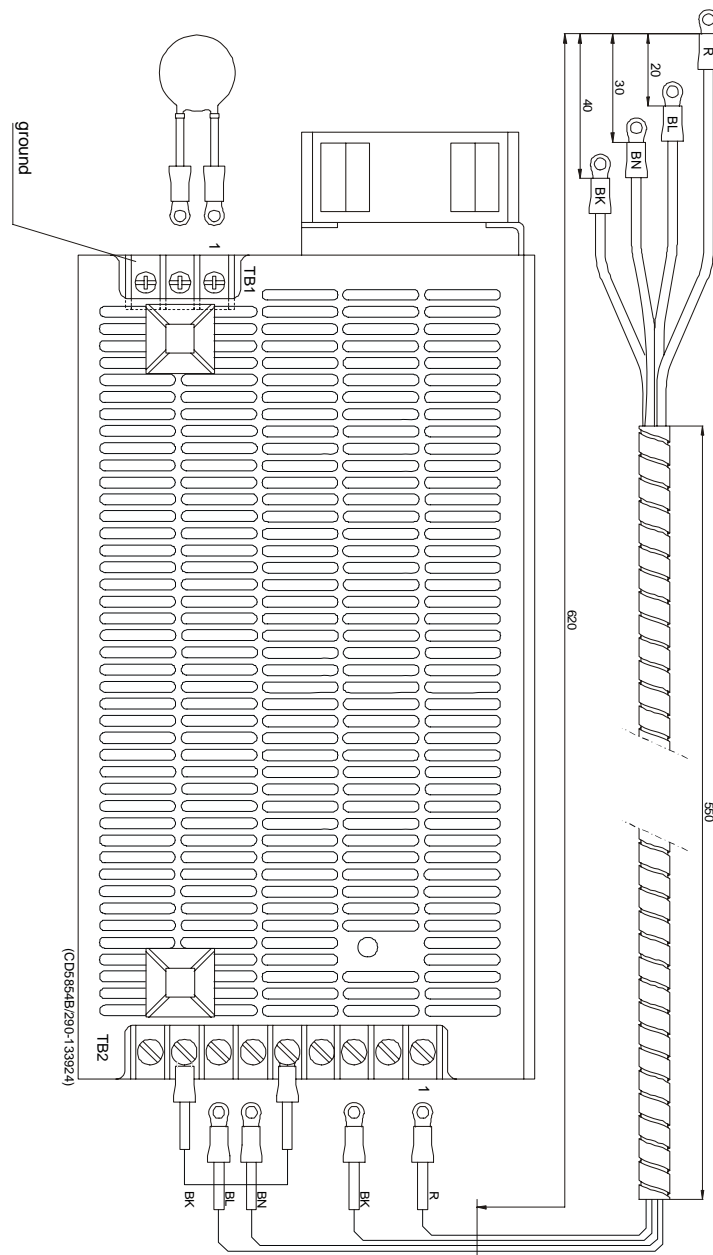 R
20
BL
30
BN
40
BK
ground
1
TB1
620
550
(CD5854B/290-133924)
TB2
1
BK
BL
BN
BK
R